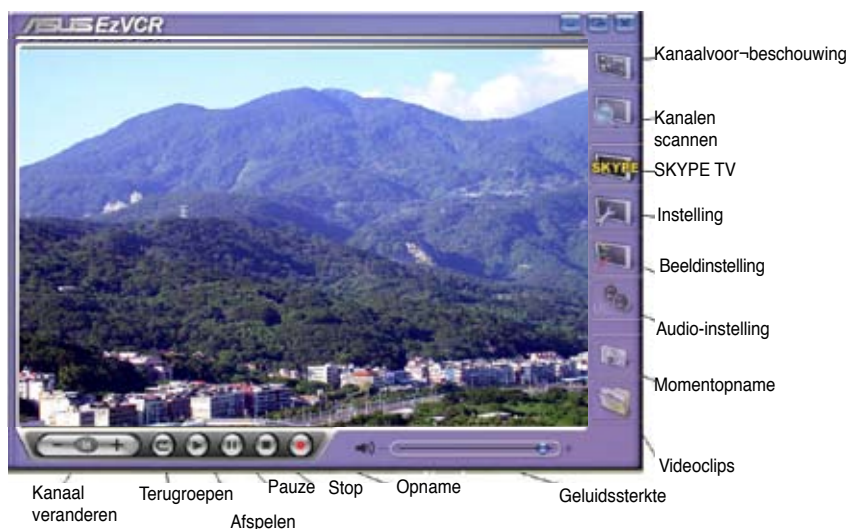 ASUS EzVCR
Kanaalvoor¬beschouwing
Kanalen
scannen
SKYPE
SKYPE TV
Instelling
Beeldinstelling
Audio-instelling
Momentopname
Videoclips
Kanaal
veranderen
Terugroepen
Afspelen
Pauze
Stop
Opname
Geluidssterkte